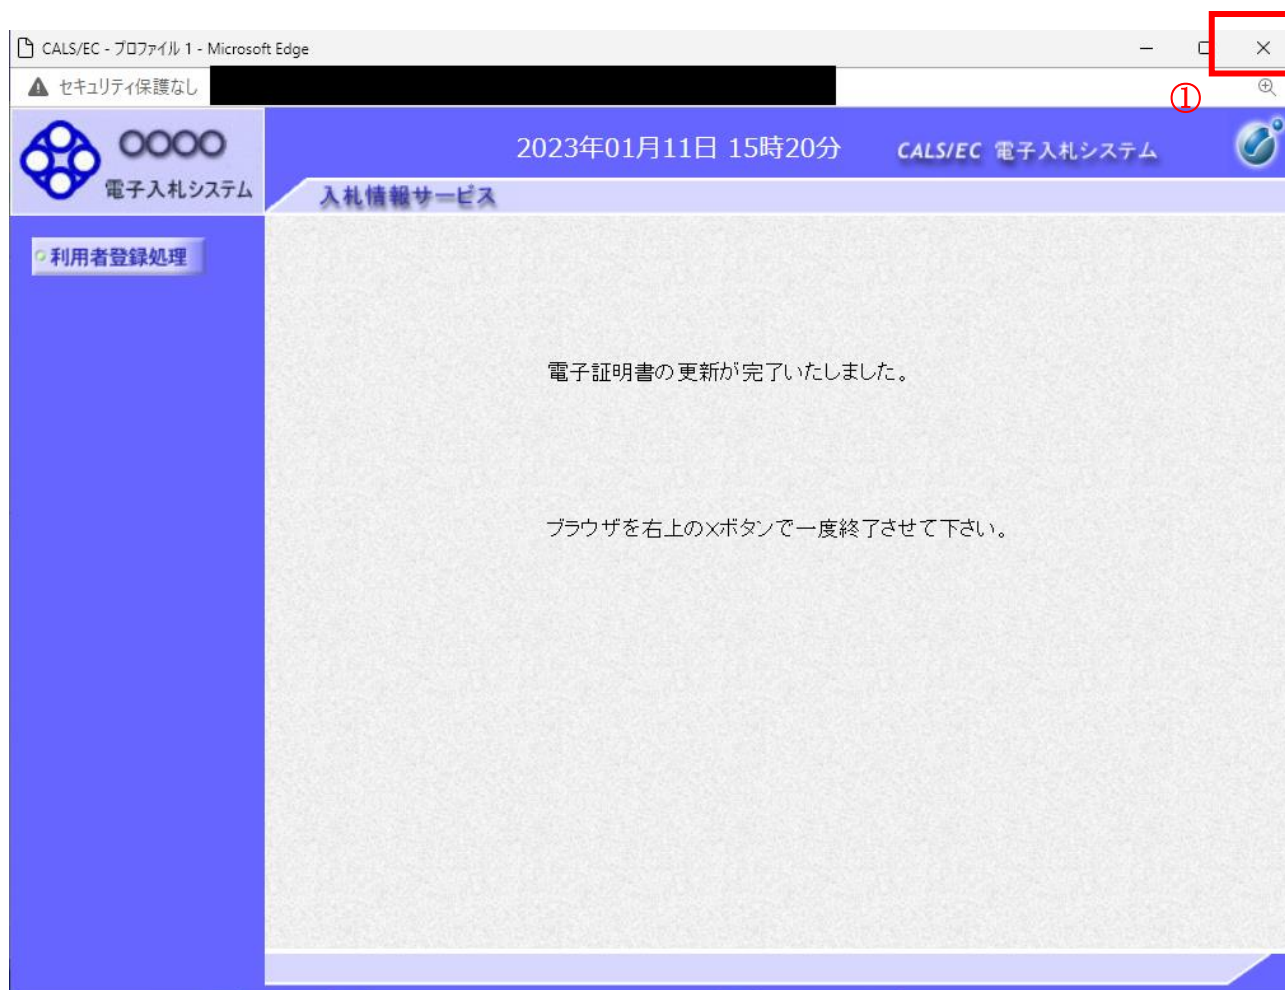 CALS/EC - プロファイル 1 - Microsoft Edge
セキュリティ保護なし
①
〇〇〇〇
電子入札システム
2023年01月11日 15時20分
CALS/EC 電子入札システム
入札情報サービス
利用者登録処理
電子証明書の更新が完了いたしました。
ブラウザを右上の×ボタンで一度終了させて下さい。